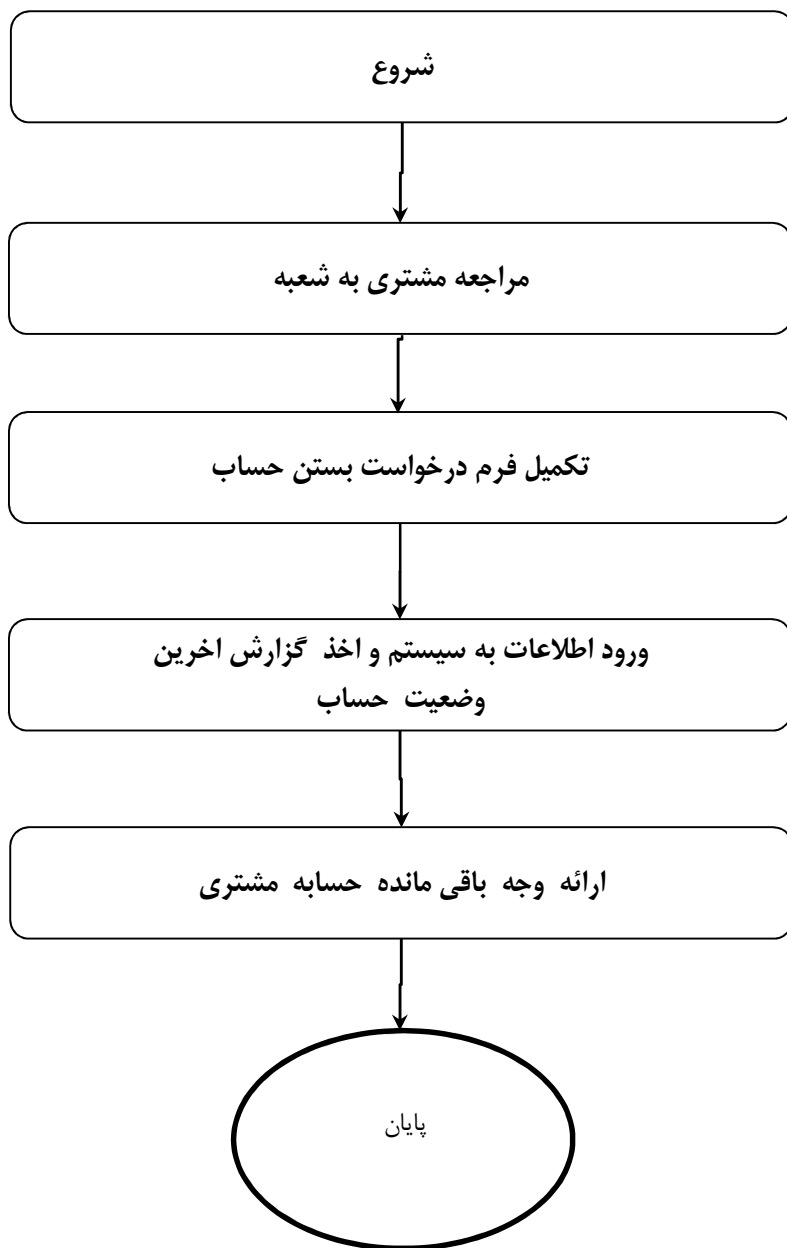 شروع
مراجعه مشتری به شعبه
تکمیل فرم درخواست بستن حساب
ورود اطلاعات به سیستم و اخذ گزارش اخرین
وضعیت حساب
ارائه وجه باقی مانده حسابه مشتری
پایان